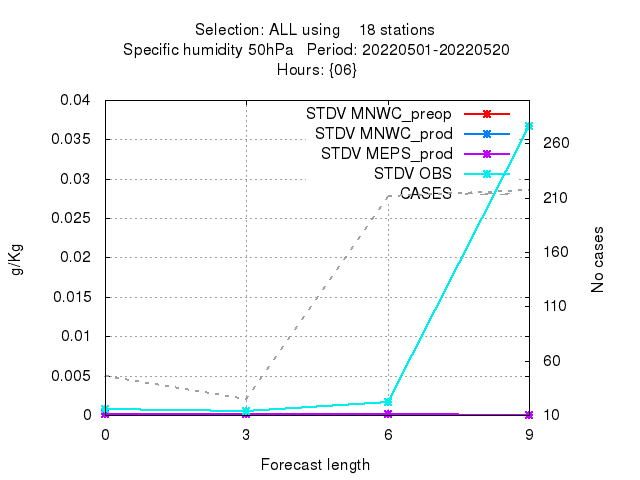 Selection: ALL using 18 stations
Specific humidity 50hPa Period: 20220501-20220520
Hours: {06}
STDV MNWC_preop
STDV MNWC_prod
STDV MEPS_prod
STDV OBS
CASES
0.04
0.035
0.03
0.025
0.02
0.015
0.01
0.005
0
g/Kg
260
210
160
110
60
10
No cases
0 3 6 9
Forecast length